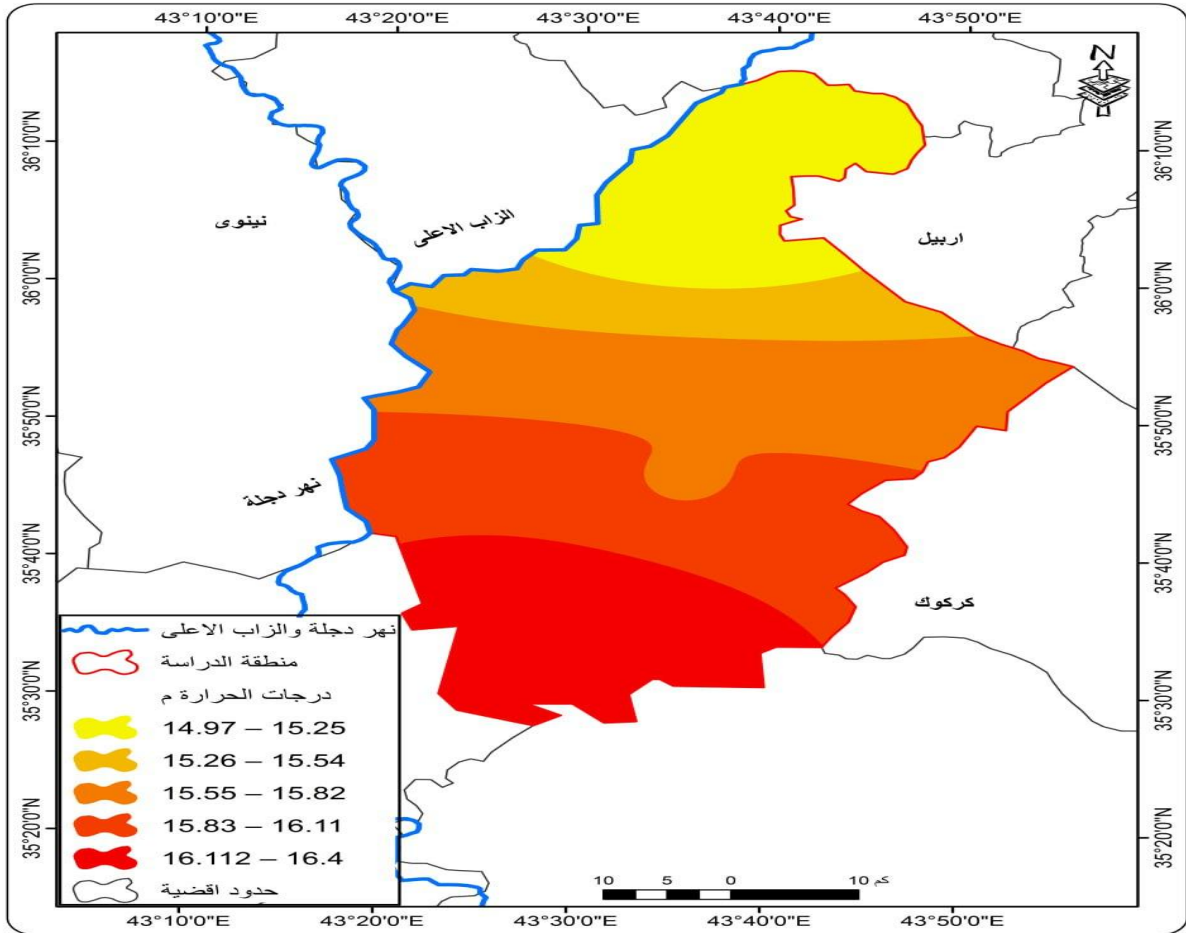 43°10'0"E 43°20'0"E 43°30'0"E 43°40'0"E 43°50'0"E
N
36°10'0"N
36°10'0"N
نينوى
الزاب الاعلى
اربيل
36°0'0"N
36°0'0"N
35°50'0"N
35°50'0"N
نهر دجلة
35°40'0"N
35°40'0"N
كركوك
نهر دجلة والزاب الاعلى
منطقة الدراسة
درجات الحرارة م
14.97 – 15.25
15.26 – 15.54
15.55 – 15.82
15.83 – 16.11
16.112 – 16.4
حدود اقضية
35°30'0"N
35°30'0"N
35°20'0"N
35°20'0"N
10 5 0 10 كم
43°10'0"E 43°20'0"E 43°30'0"E 43°40'0"E 43°50'0"E